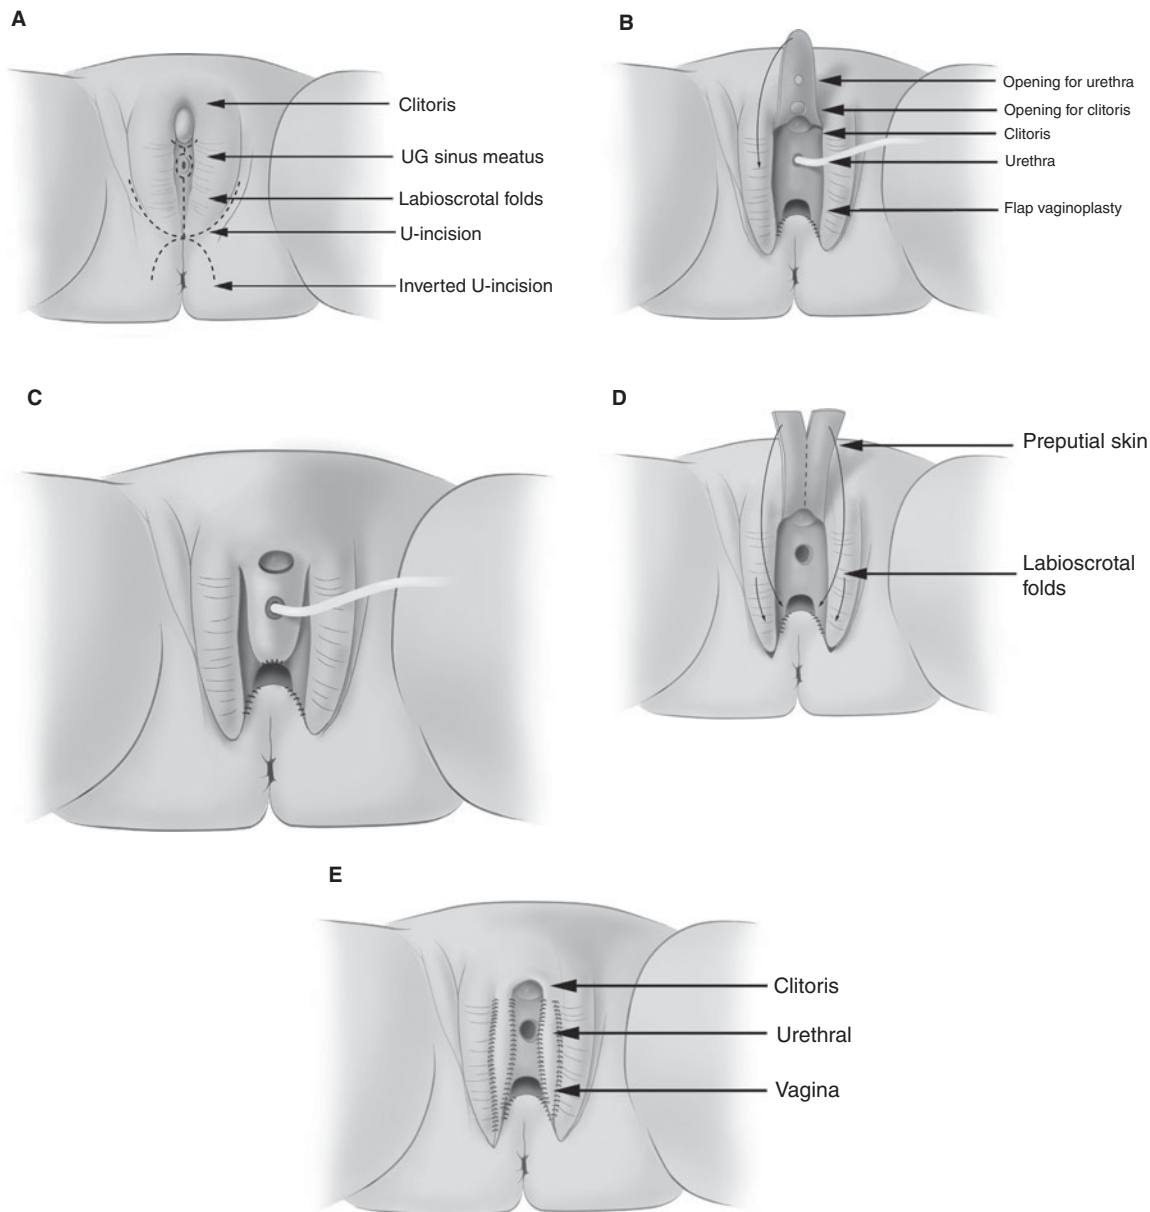 A
Clitoris
UG sinus meatus
Labioscrotal folds
U-incision
Inverted U-incision
B
Opening for urethra
Opening for clitoris
Clitoris
Urethra
Flap vaginoplasty
C
D
Preputial skin
Labioscrotal
folds
E
Clitoris
Urethral
Vagina